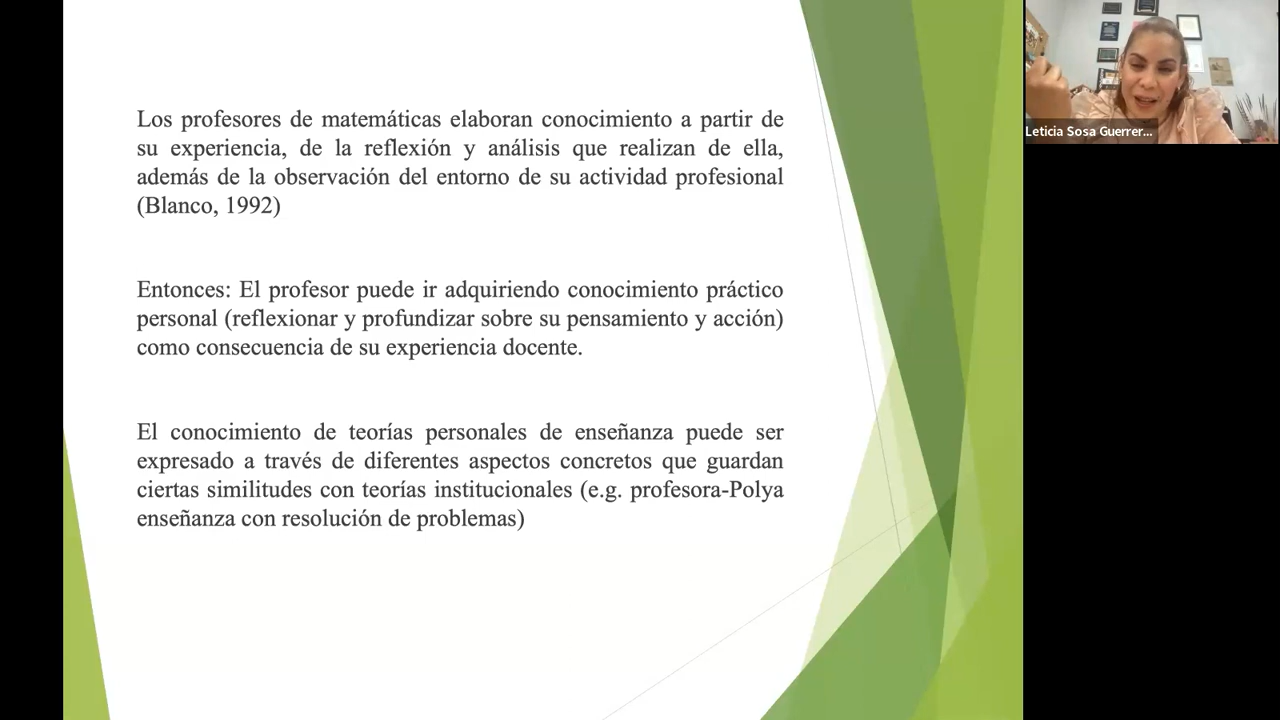 Los profesores de matemáticas elaboran conocimiento a partir de
su experiencia, de la reflexión y análisis que realizan de ella,
además de la observación del entorno de su actividad profesional
(Blanco, 1992)
Entonces: El profesor puede ir adquiriendo conocimiento práctico
personal (reflexionar y profundizar sobre su pensamiento y acción)
como consecuencia de su experiencia docente.
El conocimiento de teorías personales de enseñanza puede ser
expresado a través de diferentes aspectos concretos que guardan
ciertas similitudes con teorías institucionales (e.g. profesora-Polya
enseñanza con resolución de problemas)
Leticia Sosa Guerrer...